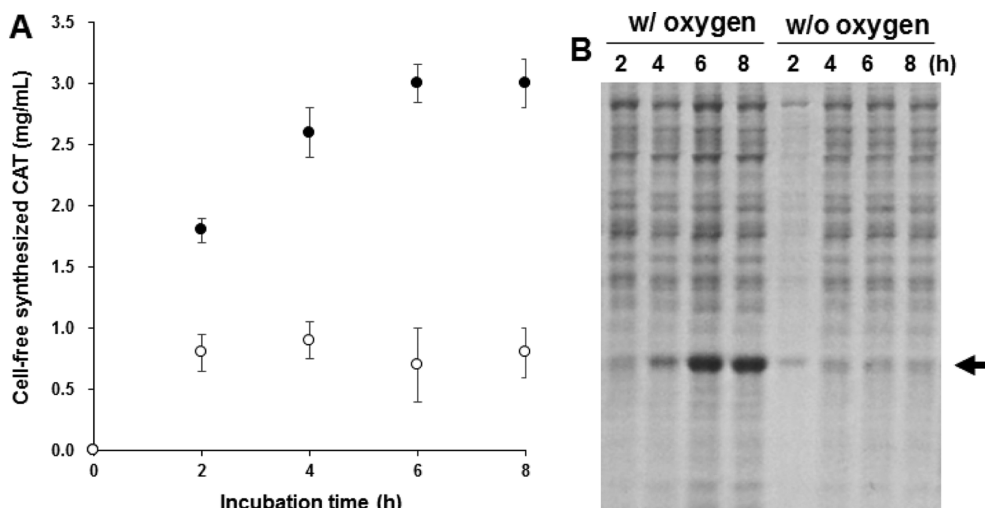 A
Cell-free synthesized CAT (mg/mL)
3.5
3.0
2.5
2.0
1.5
1.0
0.5
0.0
0 2 4 6 8
Incubation time (h)
B
w/ oxygen w/o oxygen
2 4 6 8 2 4 6 8 (h)